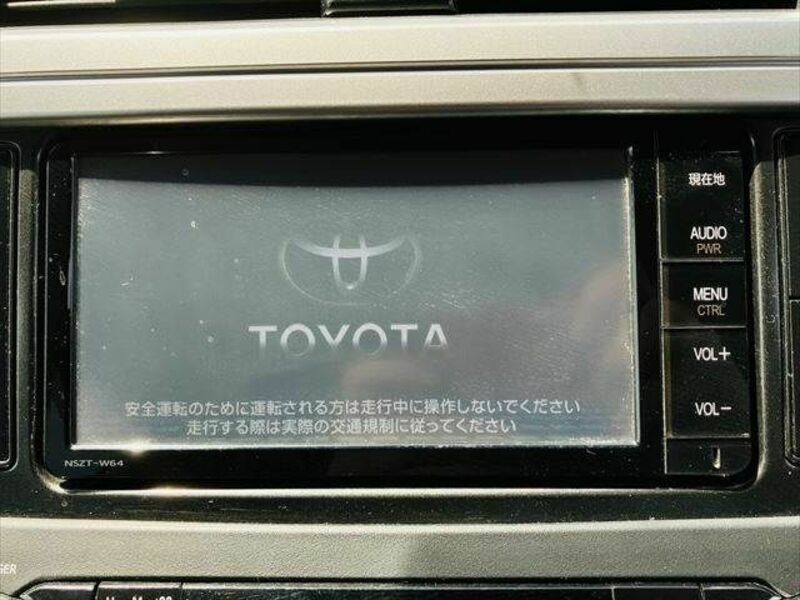 現在地
AUDIO
PWR
MENU
CTRL
VOL+
VOL−
TOYOTA
安全運転のために運転される方は走行中に操作しないでください
走行する際は実際の交通規制に従ってください
NSZT-W64